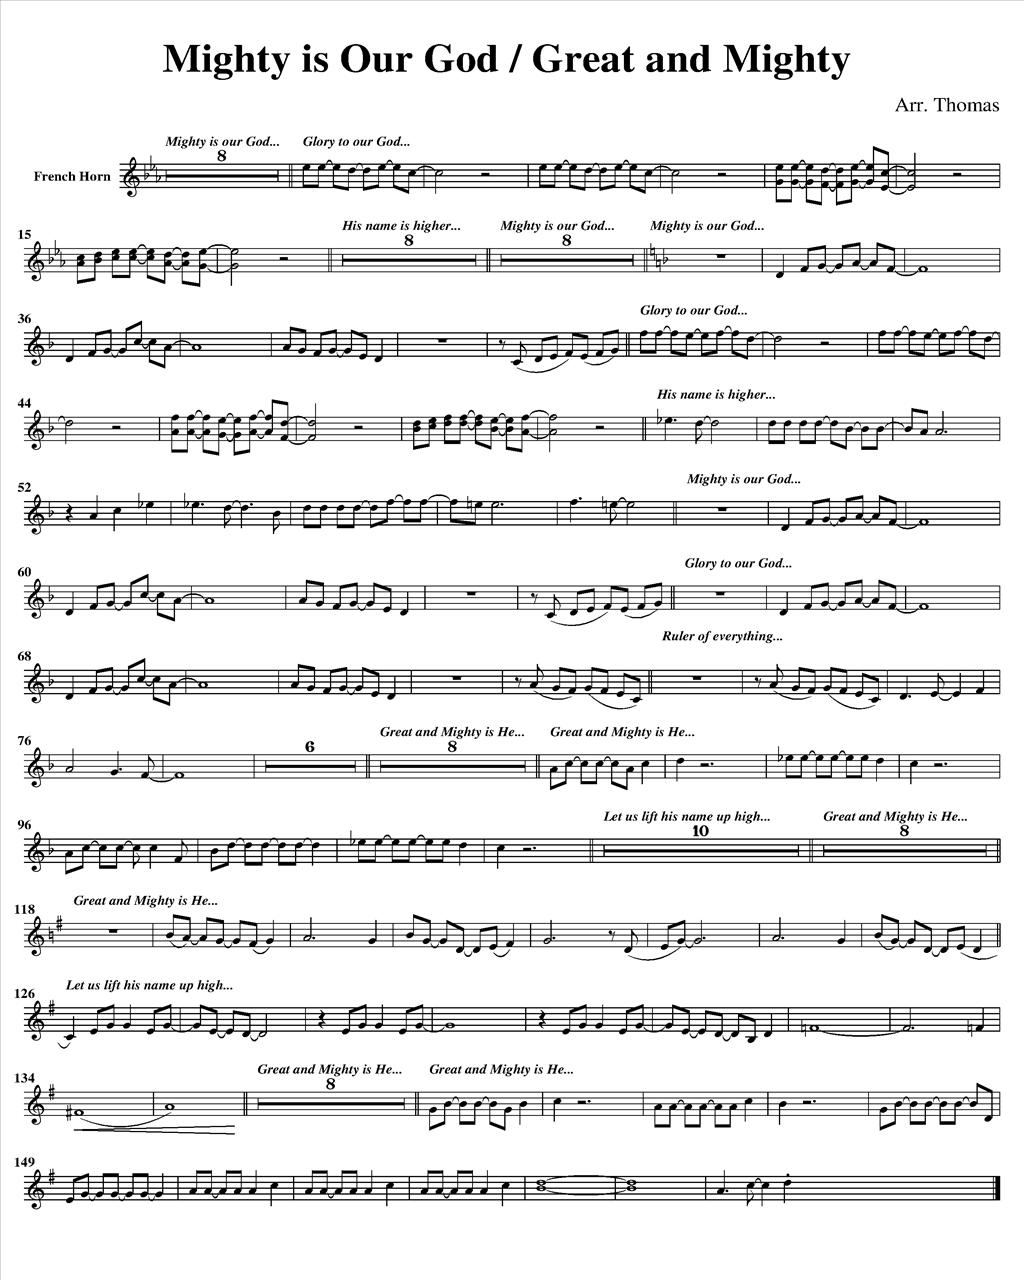 Mighty is Our God / Great and Mighty
Arr. Thomas
Mighty is our God... Glory to our God...
8
French Horn
His name is higher... Mighty is our God... Mighty is our God...
15 8 8
Glory to our God...
36
His name is higher...
44
Mighty is our God...
52
Glory to our God...
60
Ruler of everything...
68
Great and Mighty is He... Great and Mighty is He...
76 6 8
Let us lift his name up high... Great and Mighty is He...
96 10 8
Great and Mighty is He...
118
Let us lift his name up high...
126
Great and Mighty is He... Great and Mighty is He...
134 8
149